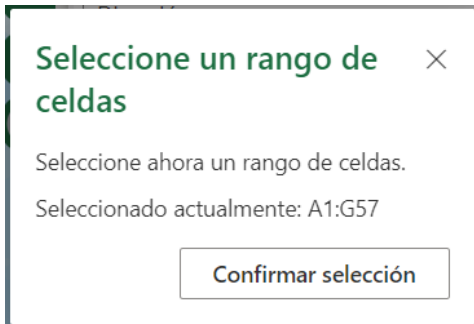 Seleccione un rango de
celdas
Seleccione ahora un rango de celdas.
Seleccionado actualmente: A1:G57
Confirmar selección